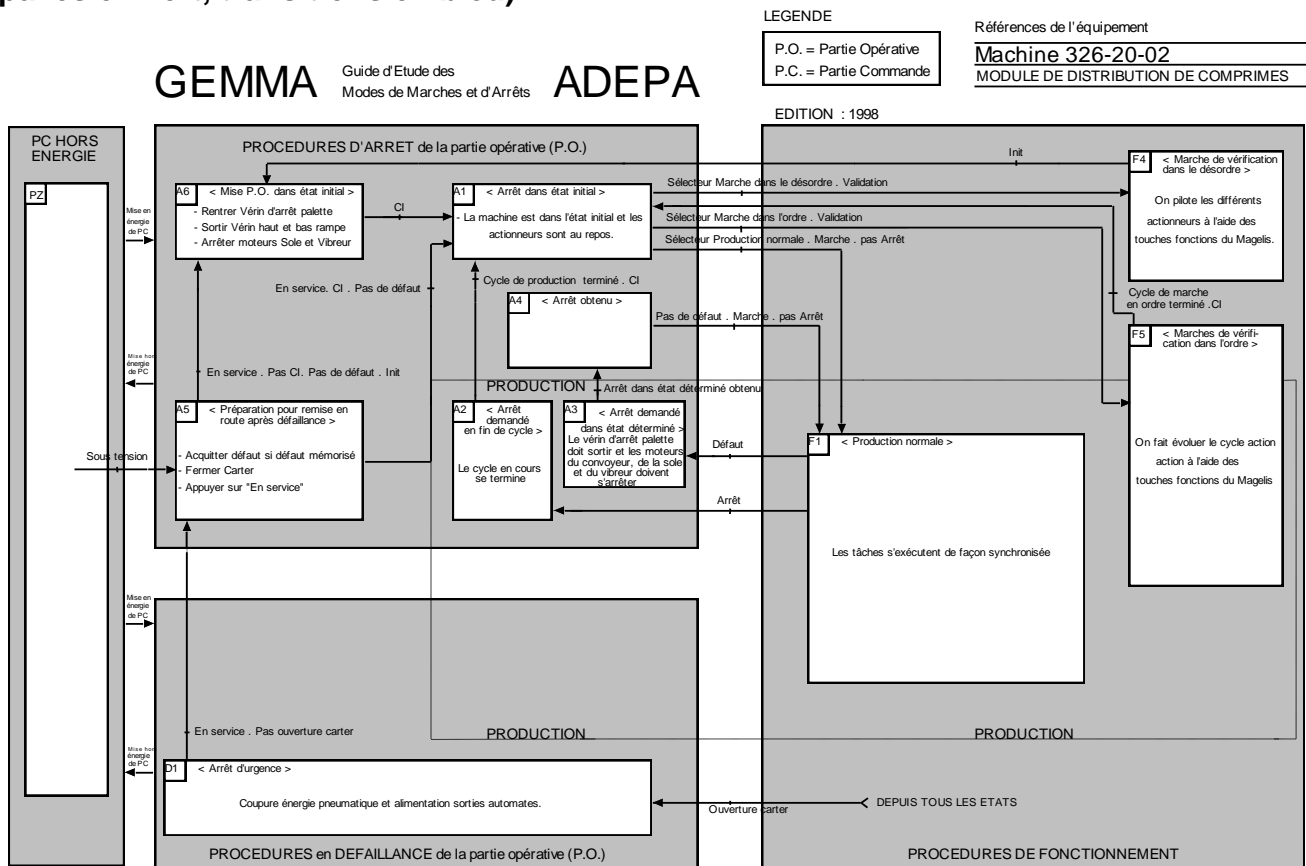 LEGENDE
P.O. = Partie Opérative
P.C. = Partie Commande
Références de l'équipement
Machine 326-20-02
MODULE DE DISTRIBUTION DE COMPRIMES
GEMMA
Guide d'Etude des
Modes de Marches et d'Arrêts
ADEPA
EDITION : 1998
PC HORS
ENERGIE
PZ
Mise en
énergie
de PC
Mise hors
énergie
de PC
Sous tension
Mise en
énergie
de PC
Mise hors
énergie
de PC
PROCEDURES D'ARRET de la partie opérative (P.O.)
A6
< Mise P.O. dans état initial >
- Rentrer Vérin d'arrêt palette
- Sortir Vérin haut et bas rampe
- Arrêter moteurs Sole et Vibreur
CI
A1
< Arrêt dans état initial >
- La machine est dans l'état initial et les
actionneurs sont au repos.
En service. CI . Pas de défaut
Cycle de production terminé . CI
A4
< Arrêt obtenu >
En service . Pas CI. Pas de défaut . Init
PRODUCTION
Arrêt dans état déterminé obtenu
A5
< Préparation pour remise en
route après défaillance >
- Acquitter défaut si défaut mémorisé
- Fermer Carter
- Appuyer sur "En service"
A2
< Arrêt
demandé
en fin de cycle >
Le cycle en cours
se termine
A3
< Arrêt demandé
dans état déterminé >
Le vérin d'arrêt palette
doit sortir et les moteurs
du convoyeur, de la sole
et du vibreur doivent
s'arrêter
Init
Sélecteur Marche dans le désordre . Validation
Sélecteur Marche dans l'ordre . Validation
Sélecteur Production normale . Marche . pas Arrêt
Pas de défaut . Marche . pas Arrêt
Défaut
Arrêt
F4
< Marche de vérification
dans le désordre >
On pilote les différents
actionneurs à l'aide des
touches fonctions du Magelis.
Cycle de marche
en ordre terminé .CI
F5
< Marches de vérifi-
cation dans l'ordre >
On fait évoluer le cycle action
action à l'aide des
touches fonctions du Magelis
F1
< Production normale >
Les tâches s'exécutent de façon synchronisée
En service . Pas ouverture carter
PRODUCTION
PRODUCTION
D1
< Arrêt d'urgence >
Coupure énergie pneumatique et alimentation sorties automates.
Ouverture carter
DEPUIS TOUS LES ETATS
PROCEDURES en DEFAILLANCE de la partie opérative (P.O.)
PROCEDURES DE FONCTIONNEMENT